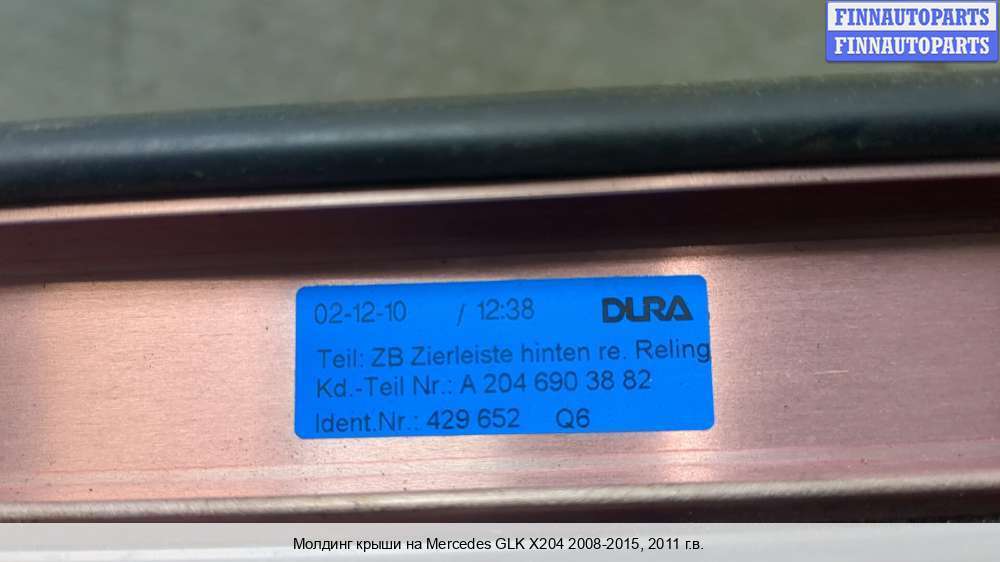 FINNAUTOPARTS
FINNAUTOPARTS
02-12-10 / 12:38 DURA
Teil: ZB Zierleiste hinten re. Reling
Kd.-Teil Nr.: A 204 690 38 82
Ident.Nr.: 429 652 Q6
Молдинг крыши на Mercedes GLK X204 2008-2015, 2011 г.в.